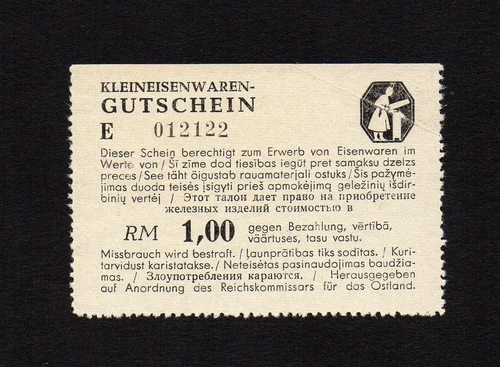 KLEINEISENWAREN-
GUTSCHEIN
E 012122
Dieser Schein berechtigt zum Erwerb von Eisenwaren im
Werte von / Šī zīme dod tiesības iegūt pret samaksu dzelzs
preces / See täht õigustab rauamaterjali ostuks / Šis pažymė-
jimas duoda teisės įsigyti prieš apmokėjimą geležinių išdir-
binių vertėj / Этот талон дает право на приобретение
железных изделий стоимостью в
RM 1,00 gegen Bezahlung, vērtībā,
väärtuses, tasu vastu.
Missbrauch wird bestraft. / Ļaunprātības tiks sodītas. / Kuri-
tarvidust karistatakse. / Neteisėtas pasinaudojimas baudžia-
mas. / Злоупотребления караются. / Herausgegeben
auf Anordnung des Reichskommissars für das Ostland.